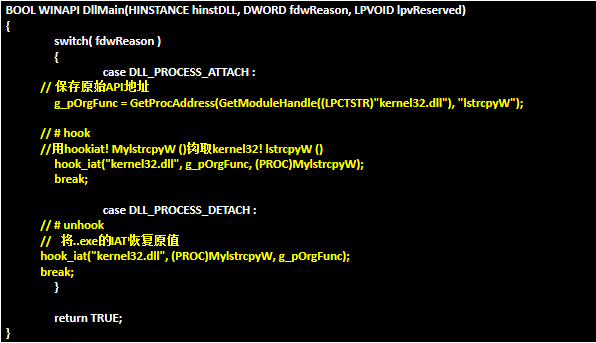 BOOL WINAPI DllMain(HINSTANCE hinstDLL, DWORD fdwReason, LPVOID lpvReserved)
{
switch( fdwReason )
{
case DLL_PROCESS_ATTACH :
// 保存原始API地址
g_pOrgFunc = GetProcAddress(GetModuleHandle((LPCTSTR)"kernel32.dll"), "lstrcpyW");
// # hook
//用hookiat! MylstrcpyW ()钩取kernel32! lstrcpyW ()
hook_iat("kernel32.dll", g_pOrgFunc, (PROC)MylstrcpyW);
break;
case DLL_PROCESS_DETACH :
// # unhook
// 将..exe的IAT恢复原值
hook_iat("kernel32.dll", (PROC)MylstrcpyW, g_pOrgFunc);
break;
}
return TRUE;
}